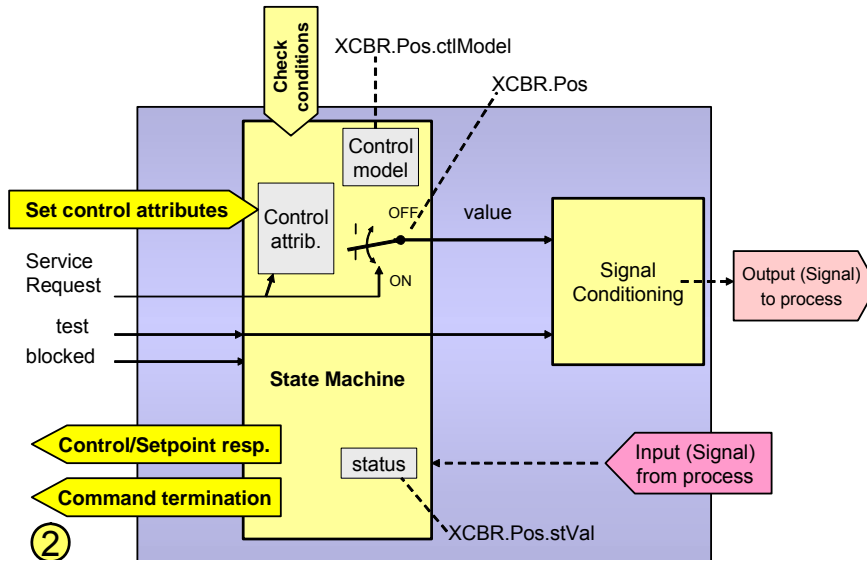 XCBR.Pos.ctlModel
Check
conditions
XCBR.Pos
Control
model
Set control attributes
Control
attrib.
OFF
value
ON
Service
Request
Signal
Conditioning
Output (Signal)
to process
test
blocked
State Machine
Control/Setpoint resp.
status
Input (Signal)
from process
Command termination
XCBR.Pos.stVal
2